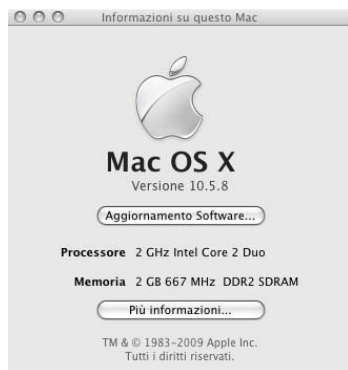 Informazioni su questo Mac
Mac OS X
Versione 10.5.8
Aggiornamento Software...
Processore 2 GHz Intel Core 2 Duo
Memoria 2 GB 667 MHz DDR2 SDRAM
Più informazioni...
TM & © 1983-2009 Apple Inc.
Tutti i diritti riservati.